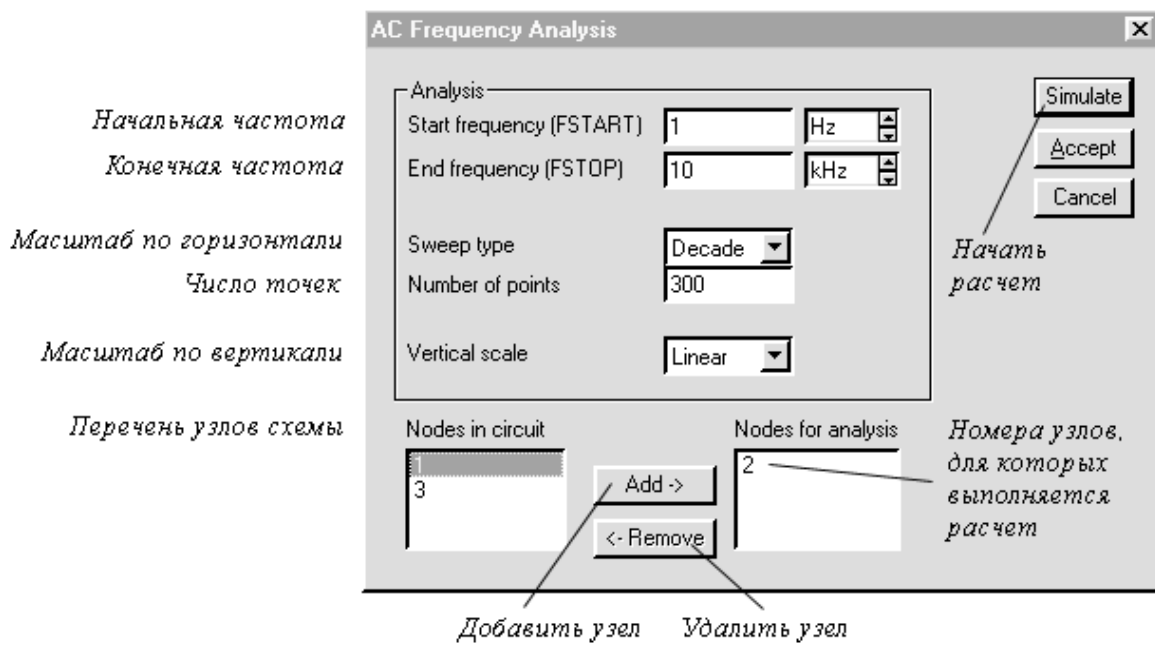 AC Frequency Analysis
Analysis
Simulate
Начальная частота Start frequency (FSTART) 1 Hz
Accept
Конечная частота End frequency (FSTOP) 10 kHz
Cancel
Масштаб по горизонтали Sweep type Decade
Начать
Число точек Number of points 300
расчет
Масштаб по вертикали Vertical scale Linear
Перечень узлов схемы Nodes in circuit Nodes for analysis
Номера узлов,
для которых
выполняется
расчет
1
3
Add ->
<- Remove
2
Добавить узел Удалить узел